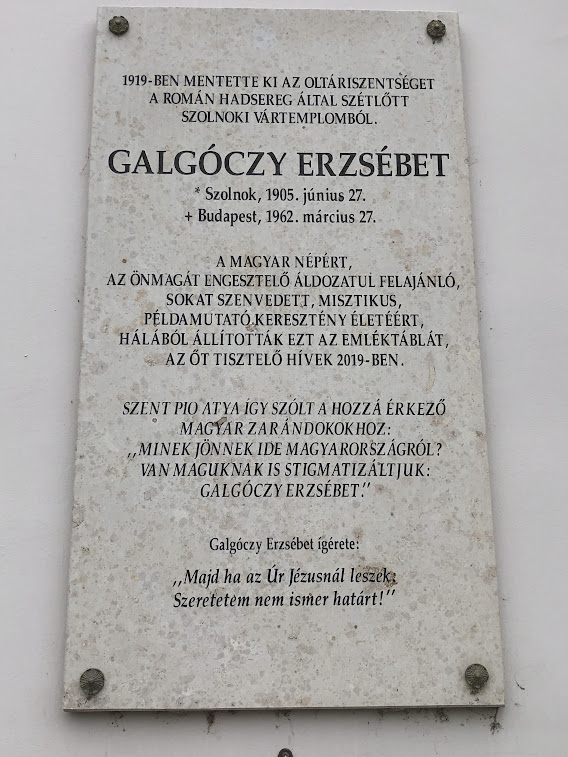 1919-BEN MENTETTE KI AZ OLTÁRISZENTSÉGET
A ROMÁN HADSEREG ÁLTAL SZÉTLŐTT
SZOLNOKI VÁRTEMPLOMBÓL.
GALGÓCZY ERZSÉBET
* Szolnok, 1905. június 27.
+ Budapest, 1962. március 27.
A MAGYAR NÉPÉRT,
AZ ÖNMAGÁT ENGESZTELŐ ÁLDOZATUL FELAJÁNLÓ,
SOKAT SZENVEDETT, MISZTIKUS,
PÉLDAMUTATÓ KERESZTÉNY ÉLETÉÉRT,
HÁLÁBÓL ÁLLÍTOTTÁK EZT AZ EMLÉKTÁBLÁT,
AZ ŐT TISZTELŐ HÍVEK 2019-BEN.
SZENT PIO ATYA ÍGY SZÓLT A HOZZÁ ÉRKEZŐ
MAGYAR ZARÁNDOKOKHOZ:
,,MINEK JÖNNEK IDE MAGYARORSZÁGRÓL?
VAN MAGUKNAK IS STIGMATIZÁLTJUK:
GALGÓCZY ERZSÉBET.''
Galgóczy Erzsébet ígérete:
,,Majd ha az Úr Jézusnál leszek:
Szeretetem nem ismer határt!''